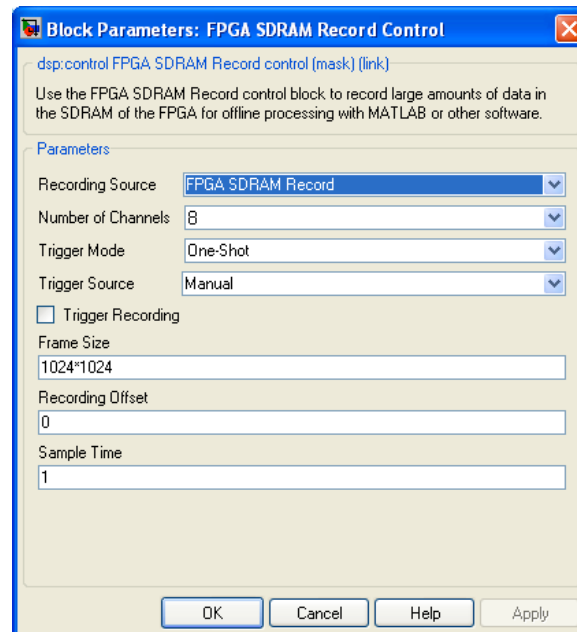 Block Parameters: FPGA SDRAM Record Control
dsp:control FPGA SDRAM Record control (mask) (link)
Use the FPGA SDRAM Record control block to record large amounts of data in
the SDRAM of the FPGA for offline processing with MATLAB or other software.
Parameters
Recording Source FPGA SDRAM Record
Number of Channels 8
Trigger Mode One-Shot
Trigger Source Manual
Trigger Recording
Frame Size
1024*1024
Recording Offset
0
Sample Time
1
OK Cancel Help Apply